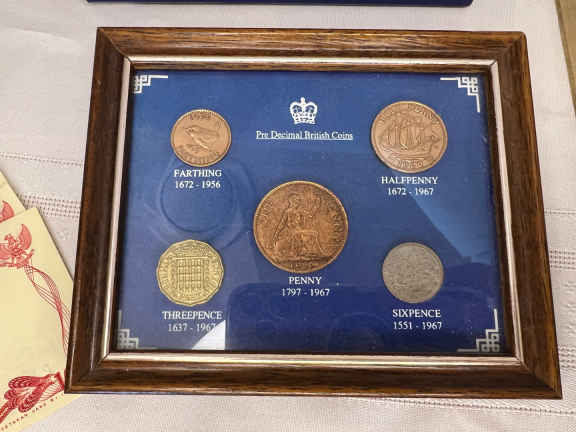 Pre Decimal British Coins
FARTHING
1672 - 1956
HALFPENNY
1672 - 1967
PENNY
1797 - 1967
THREEPENCE
1637 - 1967
SIXPENCE
1551 - 1967